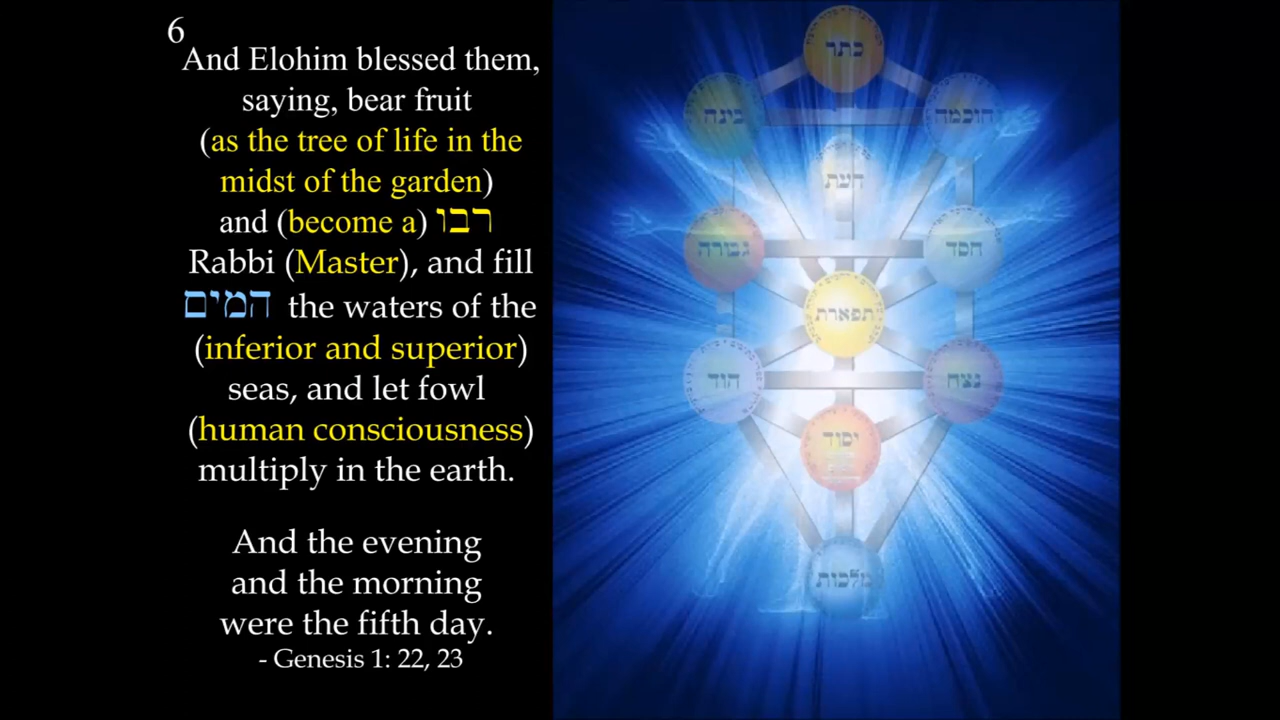 6
And Elohim blessed them,
saying, bear fruit
(as the tree of life in the
midst of the garden)
and (become a) רבו
Rabbi (Master), and fill
המים the waters of the
(inferior and superior)
seas, and let fowl
(human consciousness)
multiply in the earth.
And the evening
and the morning
were the fifth day.
- Genesis 1: 22, 23
כתר
בינה
חוכמה
דעת
גבורה
חסד
תפארת
הוד
נצח
יסוד
מלכות